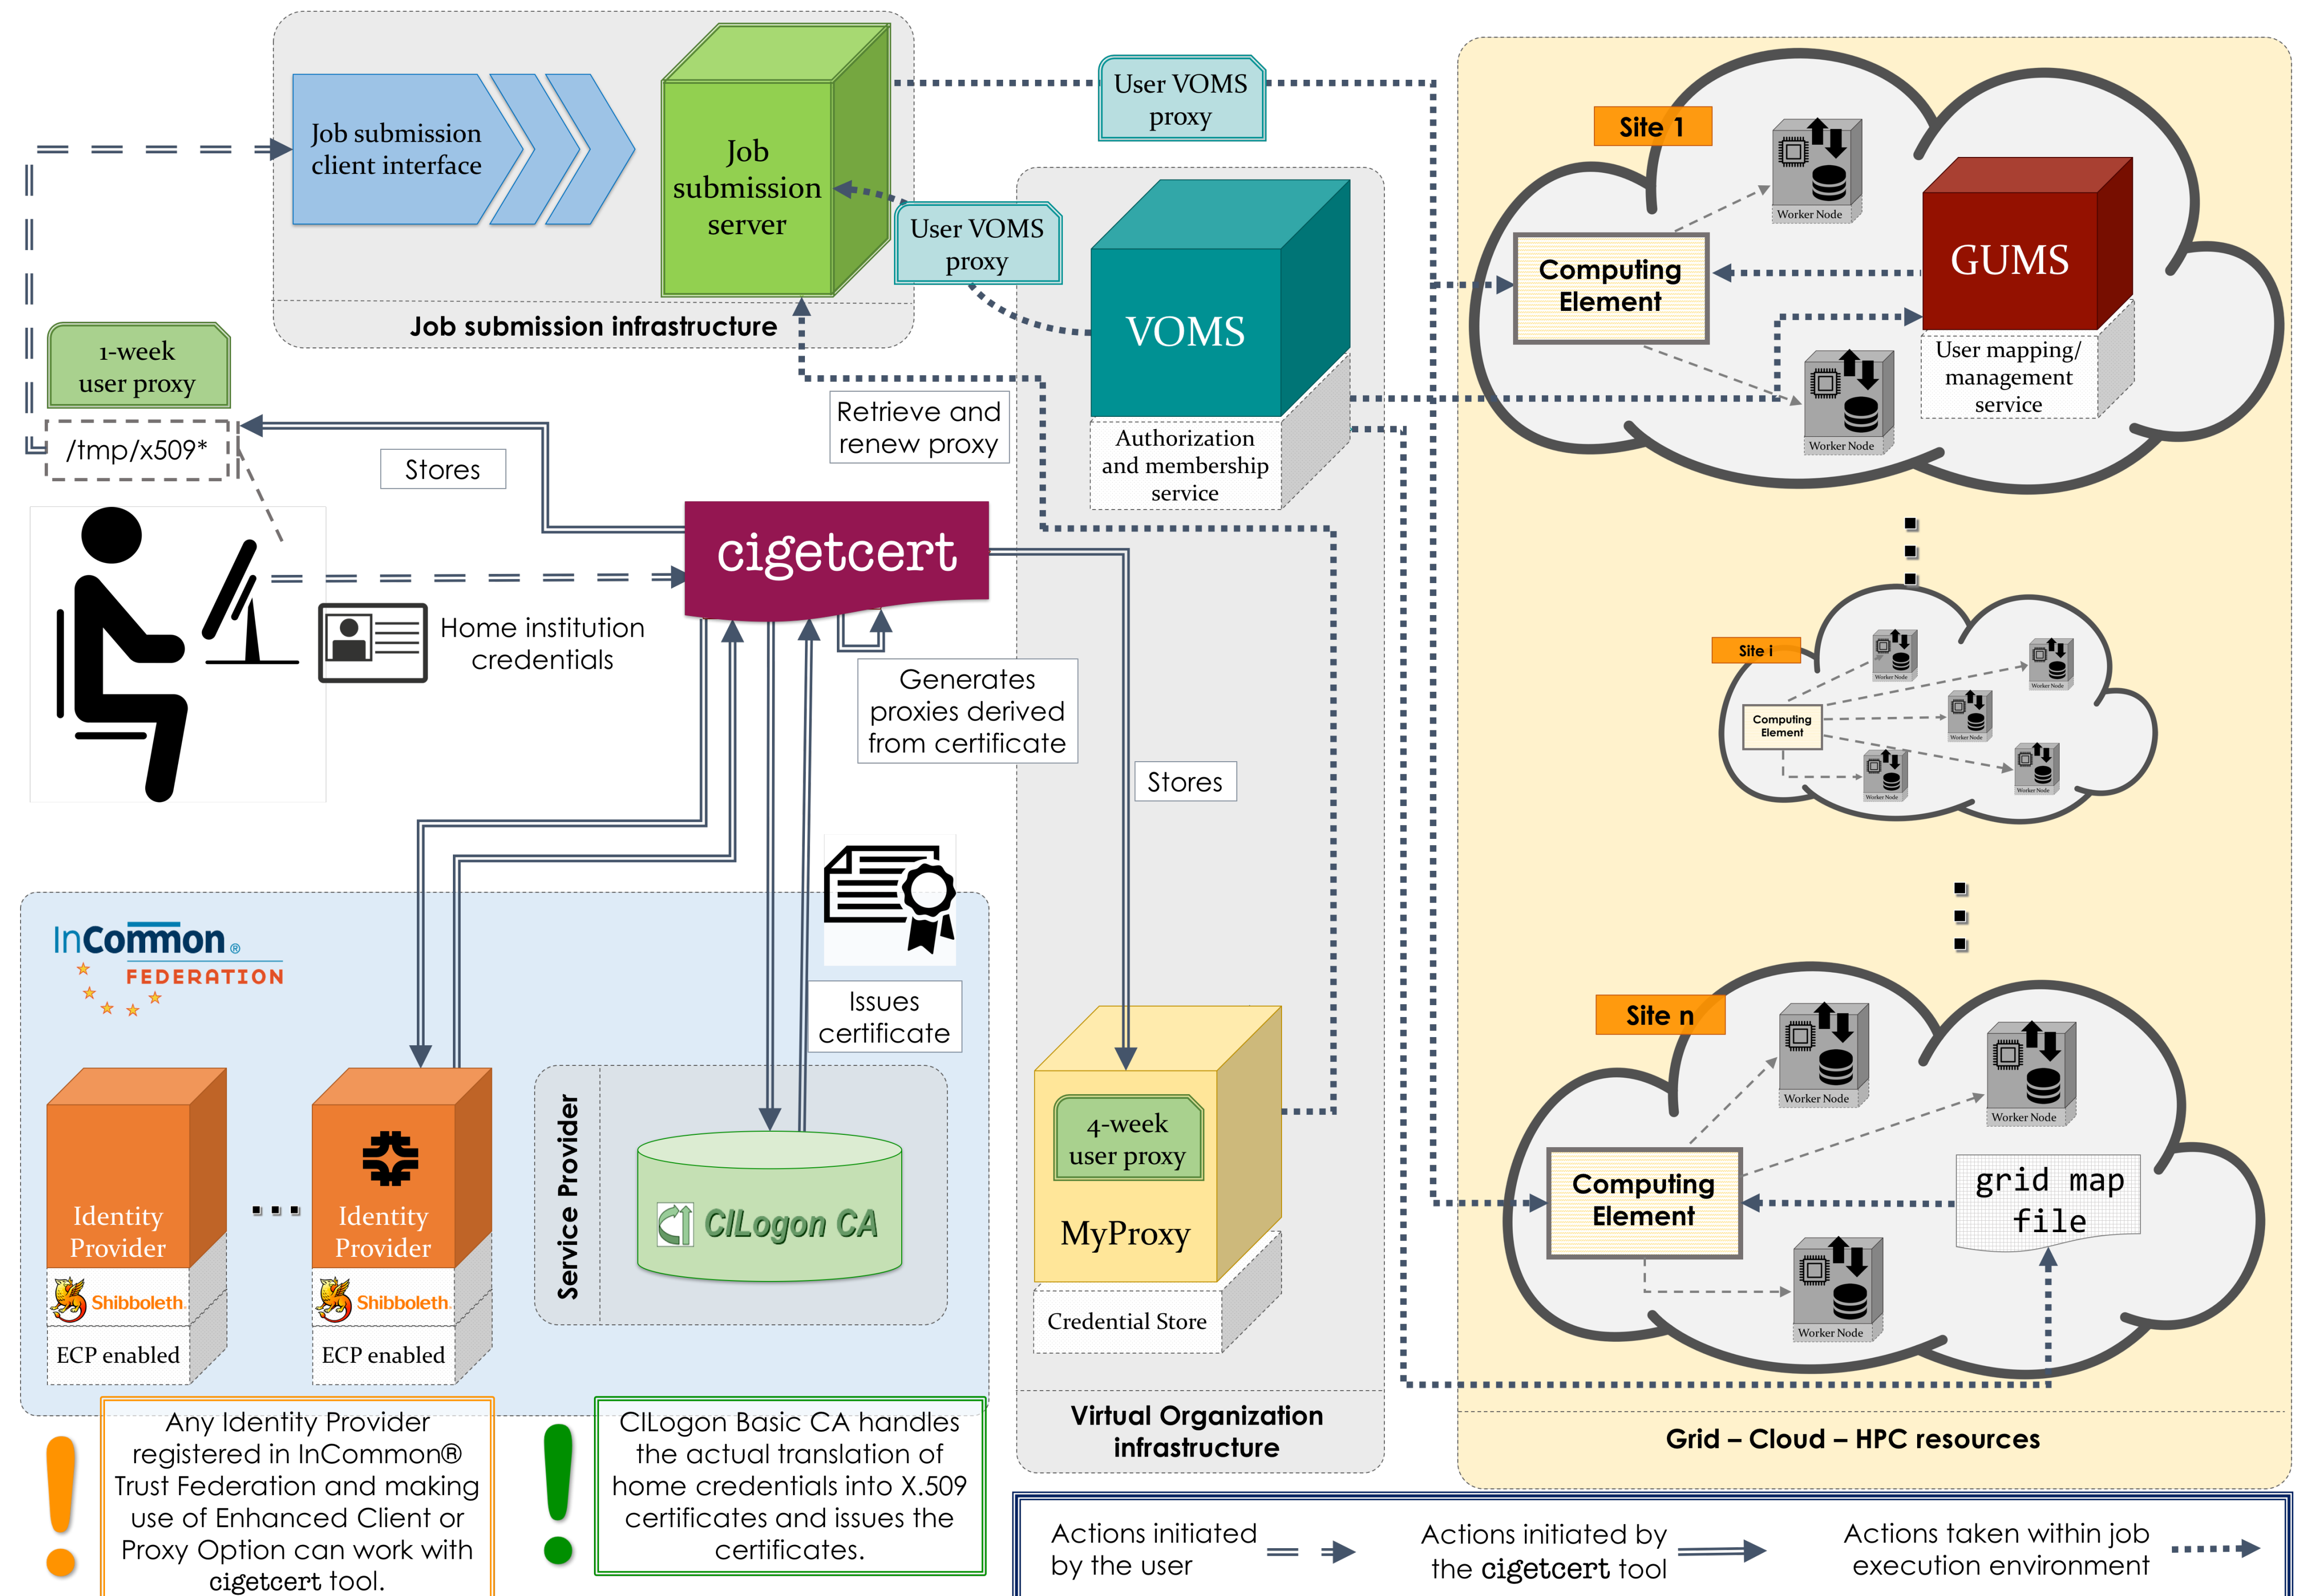 Job submission
client interface
Job
submission
server
Job submission infrastructure
User VOMS
proxy
User VOMS
proxy
1-week
user proxy
/tmp/x509*
Stores
Retrieve and
renew proxy
VOMS
Authorization
and membership
service
cigetcert
Home institution
credentials
Generates
proxies derived
from certificate
Stores
InCommon®
FEDERATION
Issues
certificate
Identity
Provider
Shibboleth.
ECP enabled
Identity
Provider
Shibboleth.
ECP enabled
Service Provider
CILogon CA
4-week
user proxy
MyProxy
Credential Store
Virtual Organization
infrastructure
Site 1
Worker Node
Computing
Element
GUMS
User mapping/
management
service
Worker Node
Site i
Worker Node
Worker Node
Computing
Element
Worker Node
Worker Node
Worker Node
Site n
Worker Node
Worker Node
Computing
Element
grid map
file
Worker Node
Grid – Cloud – HPC resources
Any Identity Provider
registered in InCommon®
Trust Federation and making
use of Enhanced Client or
Proxy Option can work with
cigetcert tool.
CILogon Basic CA handles
the actual translation of
home credentials into X.509
certificates and issues the
certificates.
Actions initiated
by the user
Actions initiated by
the cigetcert tool
Actions taken within job
execution environment